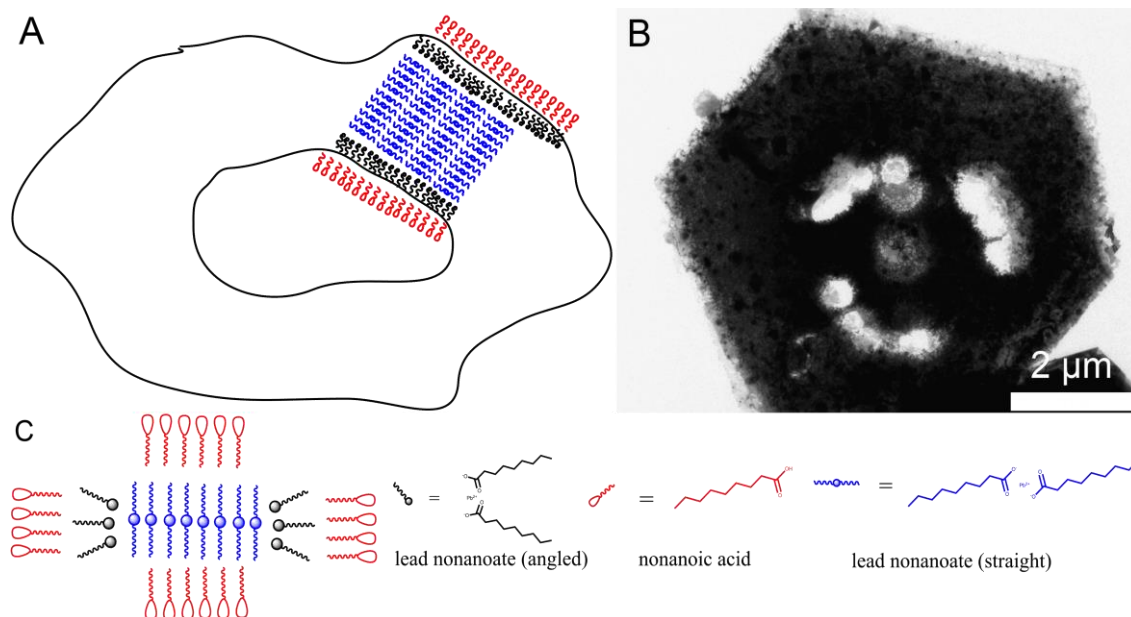 A
B
2 μm
C
=
lead nonanoate (angled)
=
nonanoic acid
=
lead nonanoate (straight)